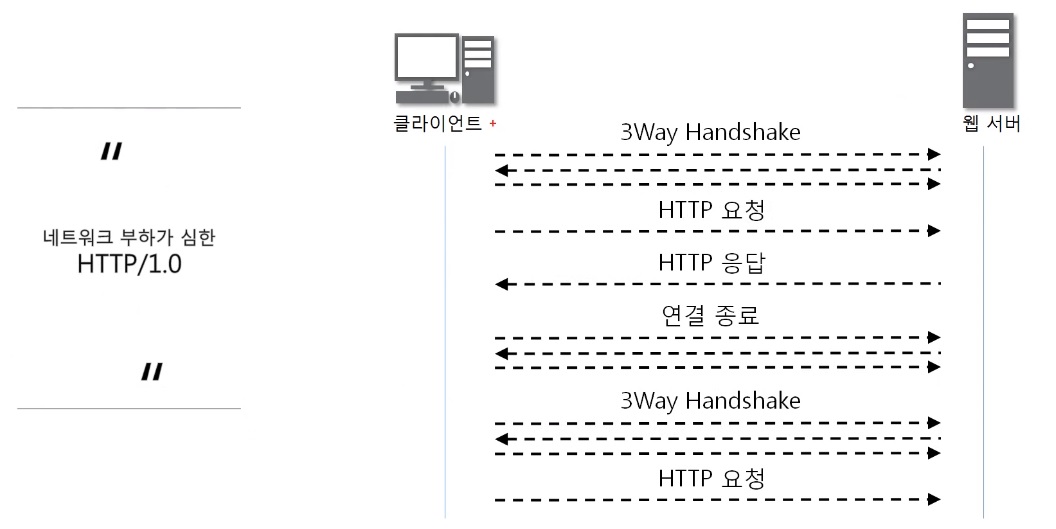 〃
네트워크 부하가 심한
HTTP/1.0
〃
클라이언트 +
웹 서버
3Way Handshake
HTTP 요청
HTTP 응답
연결 종료
3Way Handshake
HTTP 요청